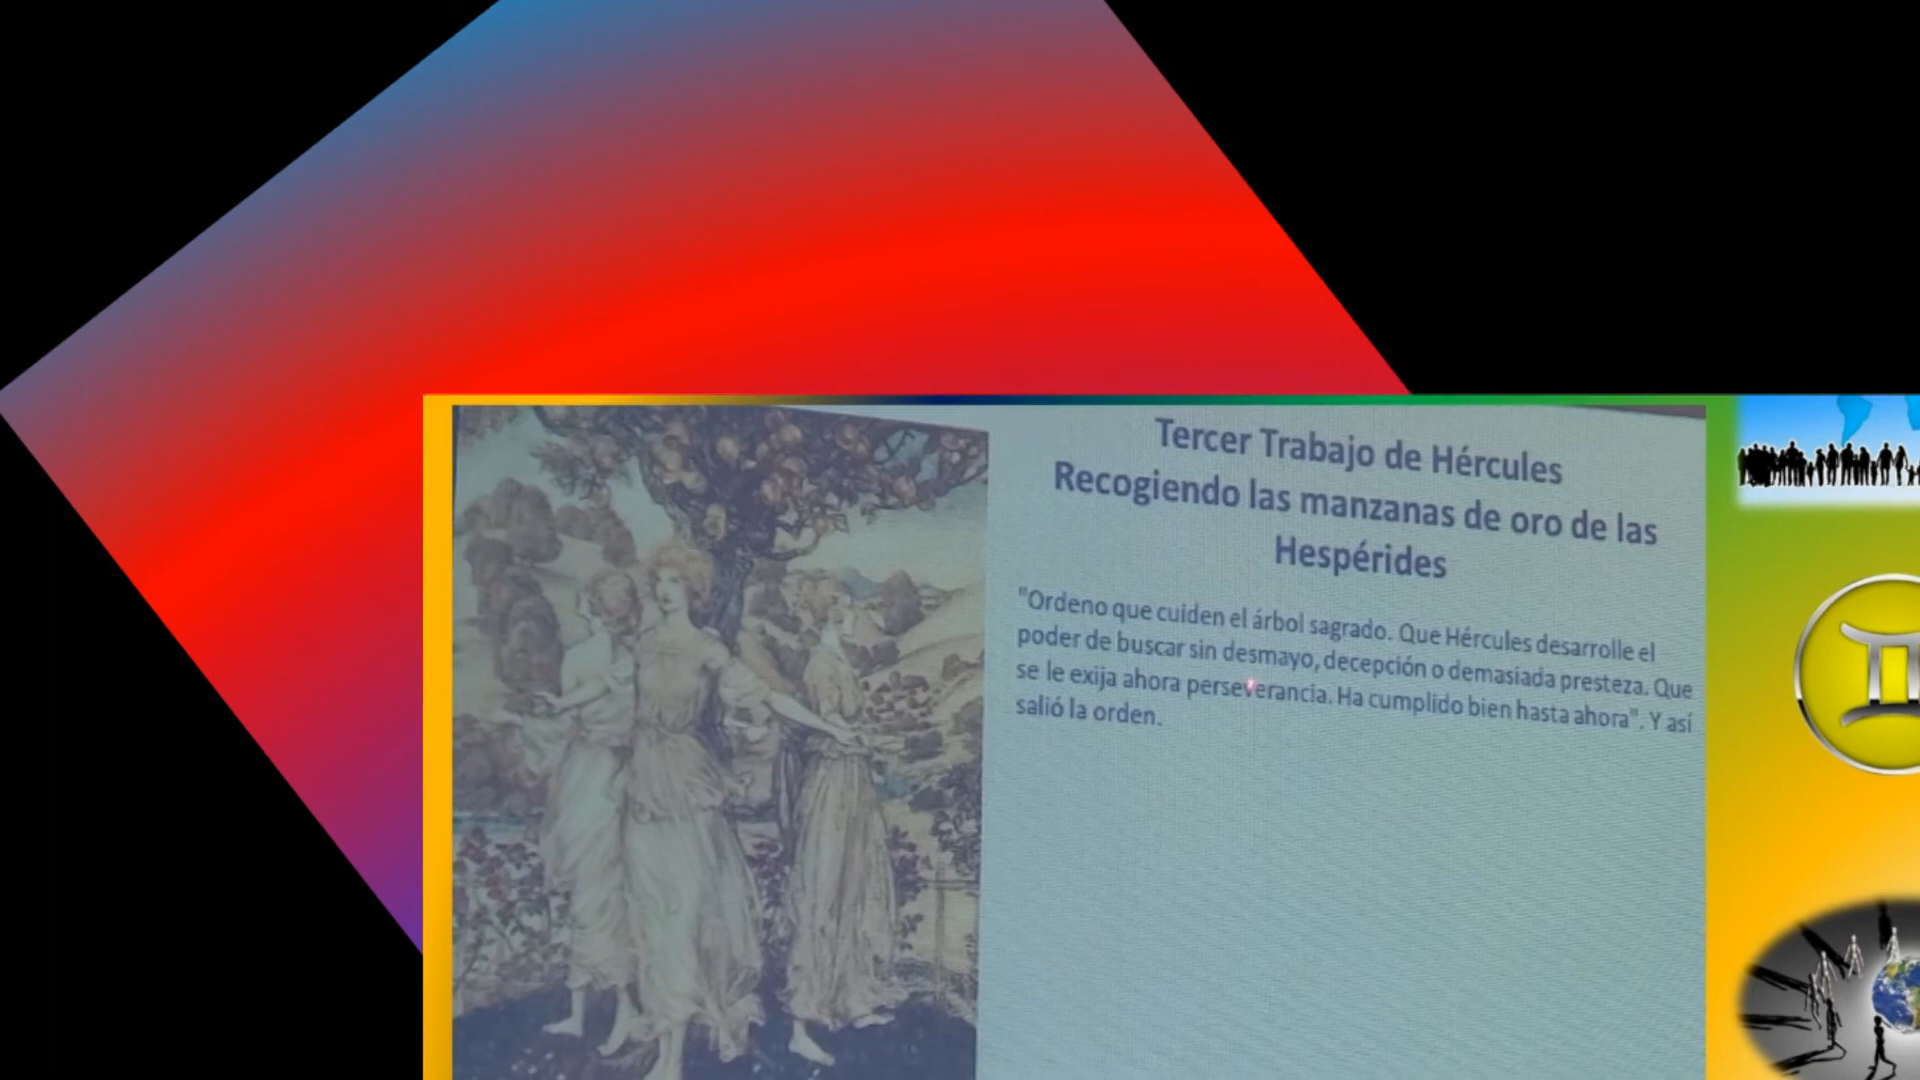 Tercer Trabajo de Hércules
Recogiendo las manzanas de oro de las
Hespérides
"Ordeno que cuiden el árbol sagrado. Que Hércules desarrolle el
poder de buscar sin desmayo, decepción o demasiada presteza. Que
se le exija ahora perseverancia. Ha cumplido bien hasta ahora". Y así
salió la orden.